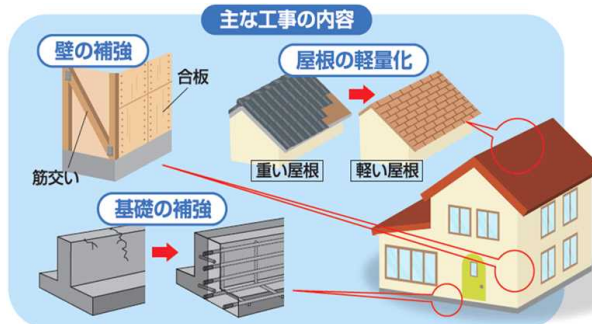 主な工事の内容
壁の補強
合板
筋交い
屋根の軽量化
重い屋根
軽い屋根
基礎の補強